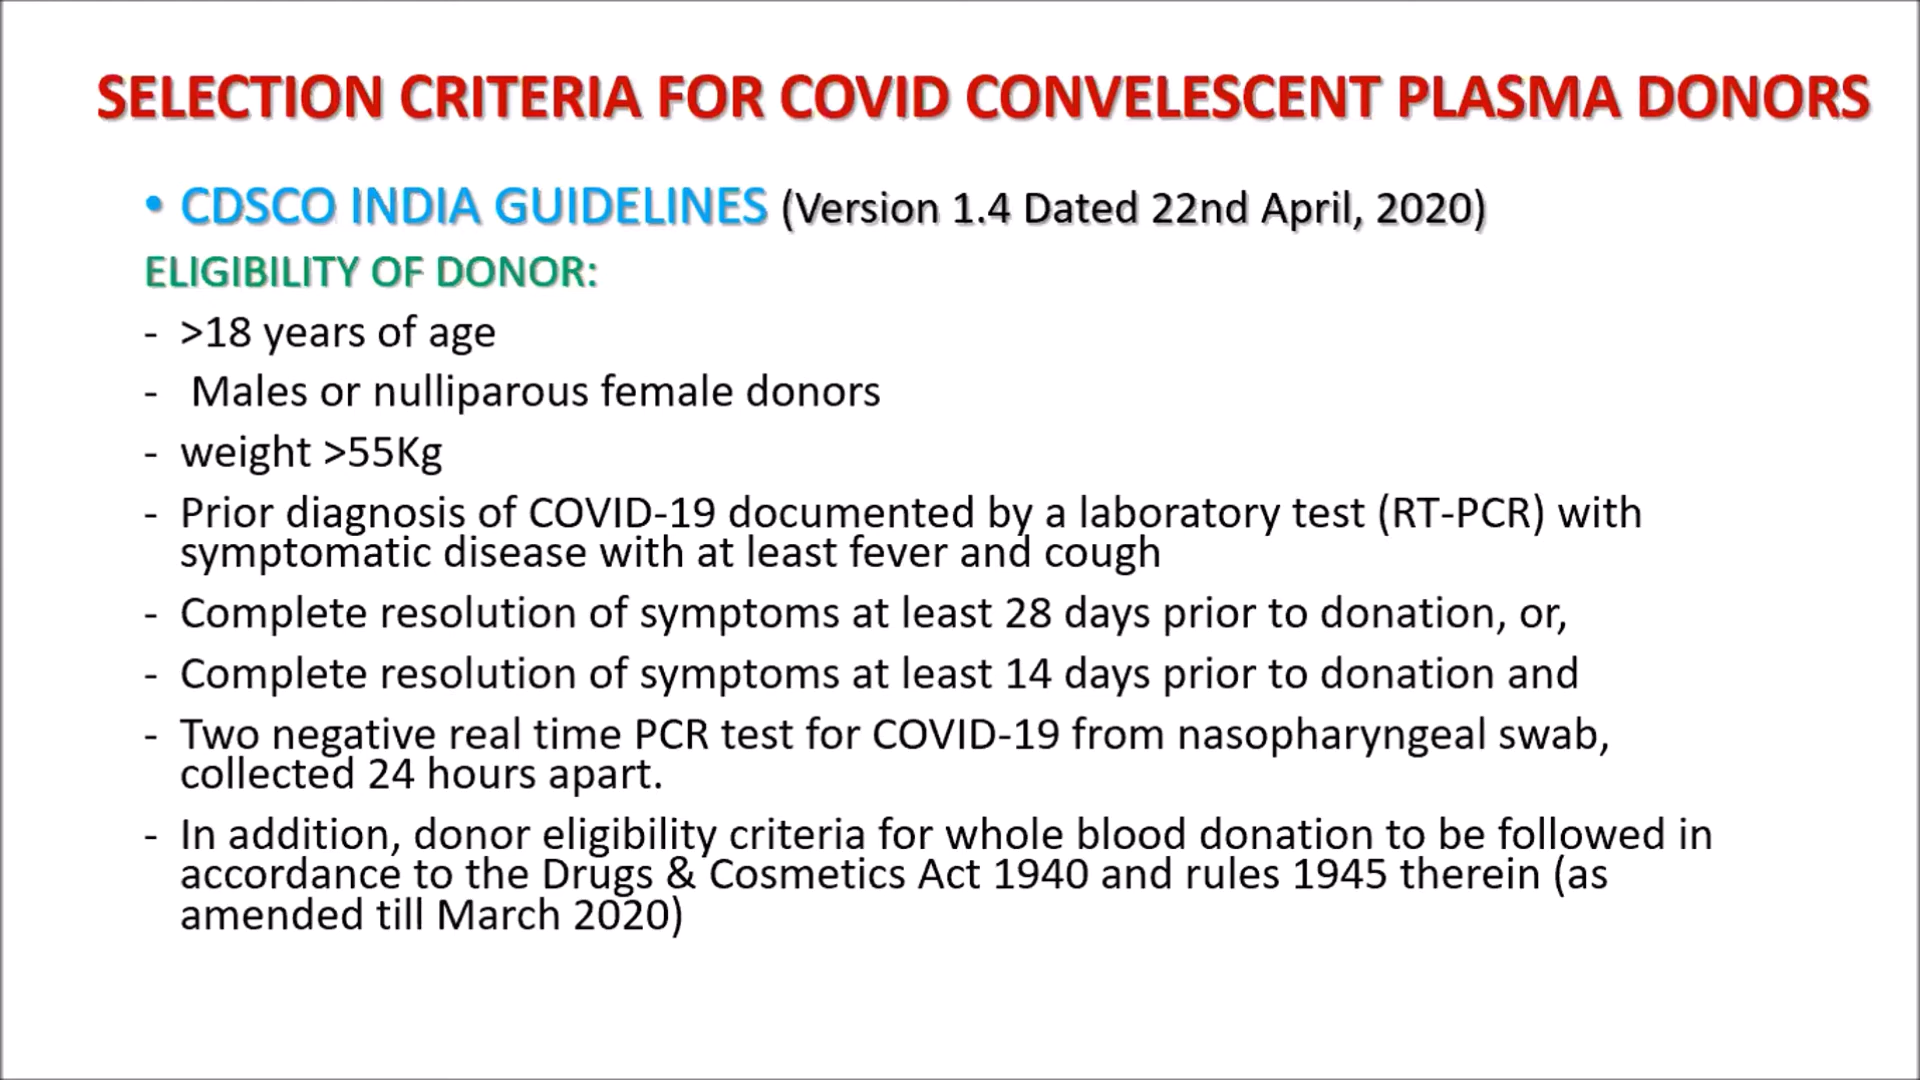 SELECTION CRITERIA FOR COVID CONVELESCENT PLASMA DONORS
• CDSCO INDIA GUIDELINES (Version 1.4 Dated 22nd April, 2020)
ELIGIBILITY OF DONOR:
- >18 years of age
- Males or nulliparous female donors
- weight >55Kg
- Prior diagnosis of COVID-19 documented by a laboratory test (RT-PCR) with
symptomatic disease with at least fever and cough
- Complete resolution of symptoms at least 28 days prior to donation, or,
- Complete resolution of symptoms at least 14 days prior to donation and
- Two negative real time PCR test for COVID-19 from nasopharyngeal swab,
collected 24 hours apart.
- In addition, donor eligibility criteria for whole blood donation to be followed in
accordance to the Drugs & Cosmetics Act 1940 and rules 1945 therein (as
amended till March 2020)